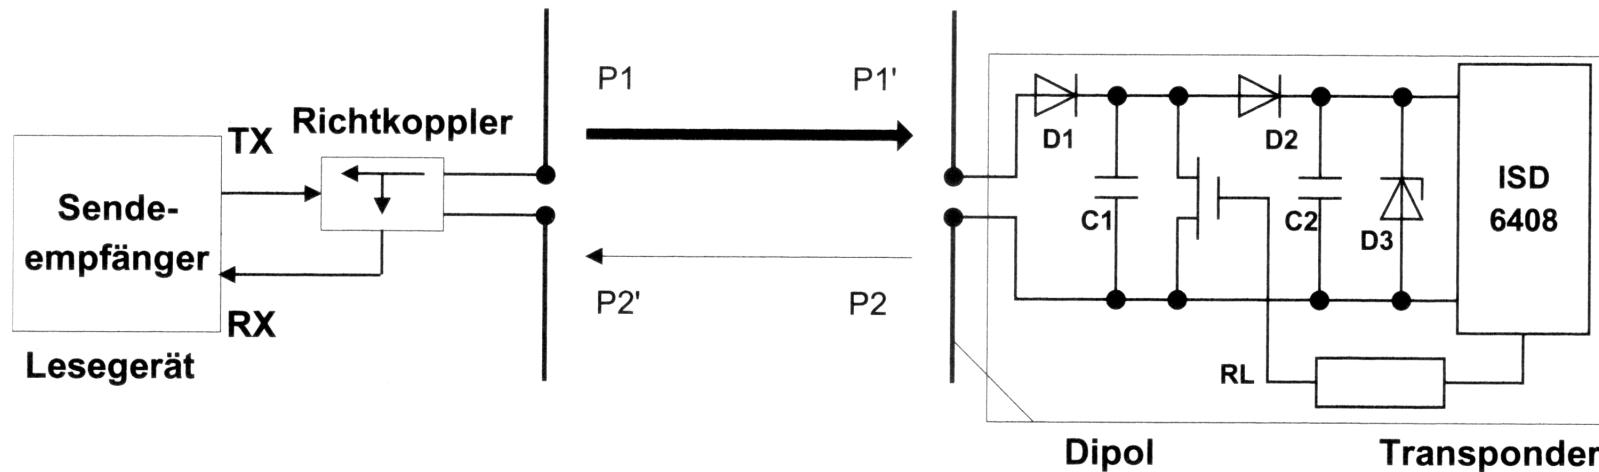 P1
P1'
TX
Richtkoppler
Sende-
empfänger
RX
Lesegerät
P2'
P2
D1
D2
C1
C2
D3
ISD
6408
RL
Dipol
Transponder